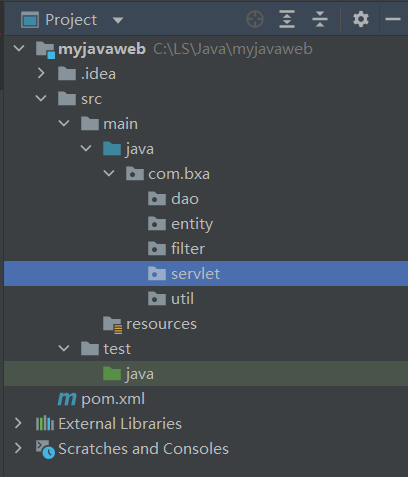 Project
myjavaweb C:\LS\Java\myjavaweb
.idea
src
main
java
com.bxa
dao
entity
filter
servlet
util
resources
test
java
pom.xml
External Libraries
Scratches and Consoles